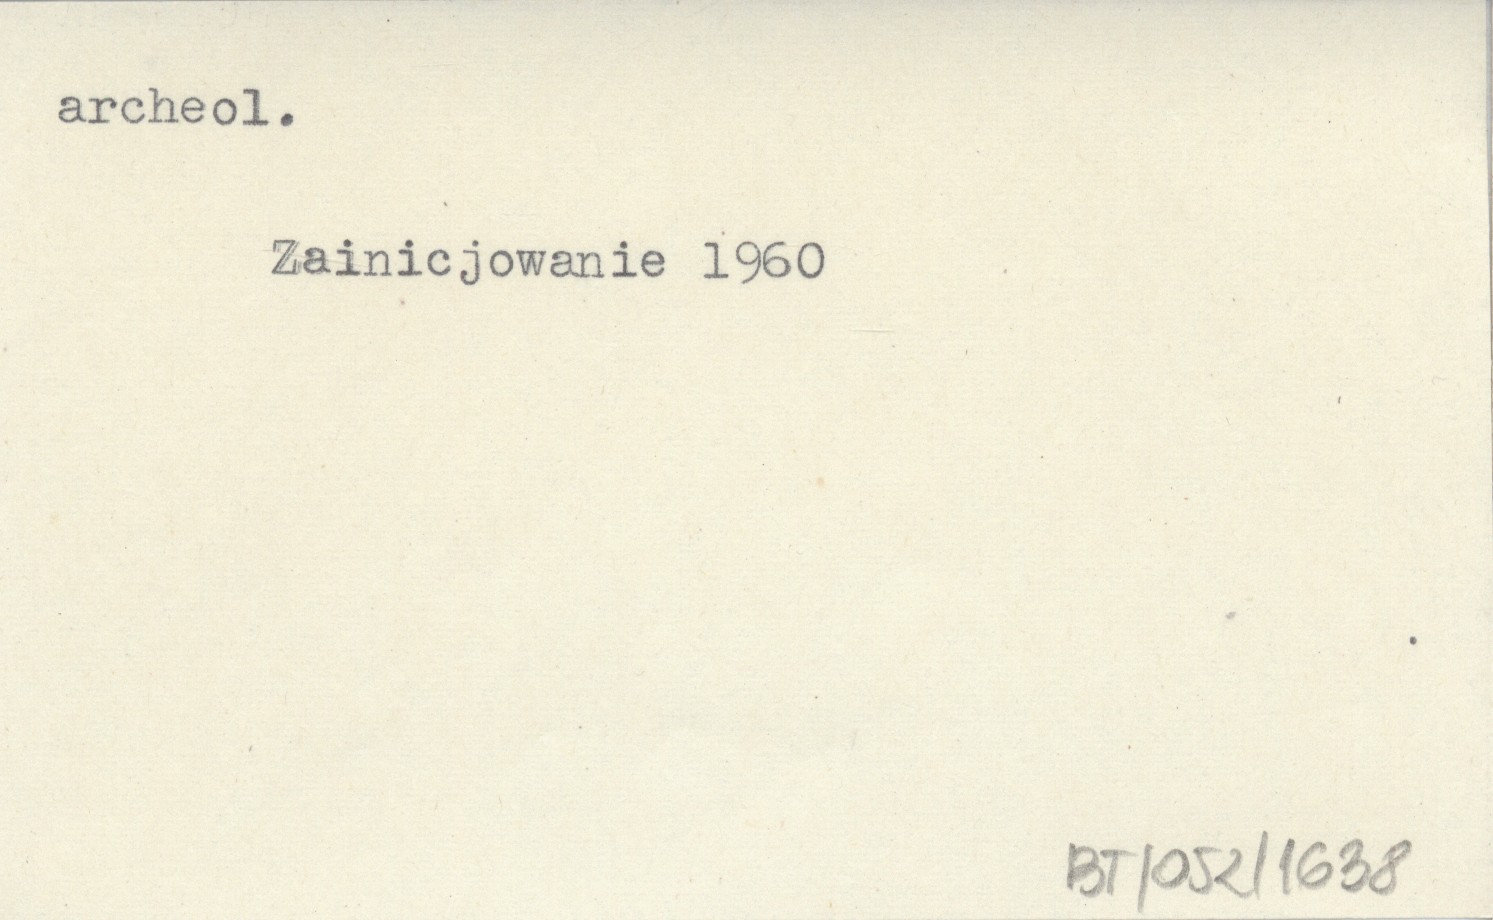 archeol.
Zainicjowanie 1960
BT/052/1638